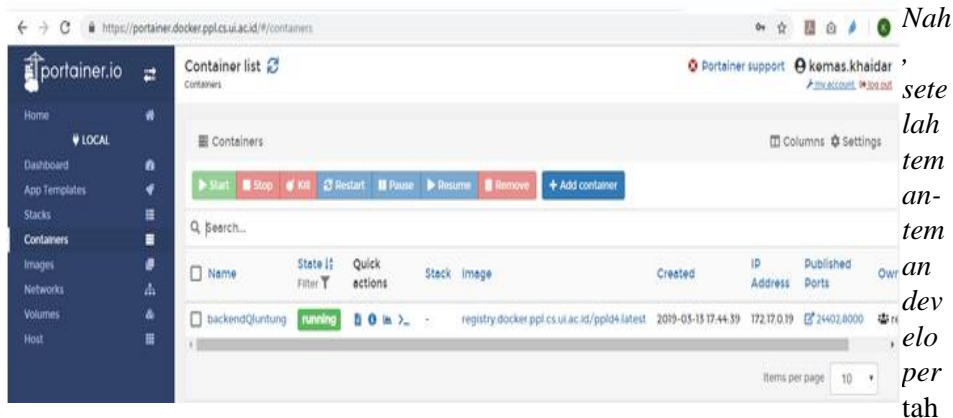 https://portainer.docker.ppl.cs.ui.ac.id/#/containers
portainer.io
Home
LOCAL
Dashboard
App Templates
Stacks
Containers
Images
Networks
Volumes
Host
Container list
Containers
Portainer support
kemas.khaidar
my account
log out
Containers
Columns
Settings
Start
Stop
Kill
Restart
Pause
Resume
Remove
+ Add container
Search...
Name
State
Filter
Quick
actions
Stack
Image
Created
IP
Address
Published
Ports
Own
backendQluntung
running
-
registry.docker.ppl.cs.ui.ac.id/ppld4:latest
2019-03-13 17:44:39
172.17.0.19
24402:8000
re
Items per page
10
Nah
,
sete
lah
tem
an-
tem
an
dev
elo
per
tah